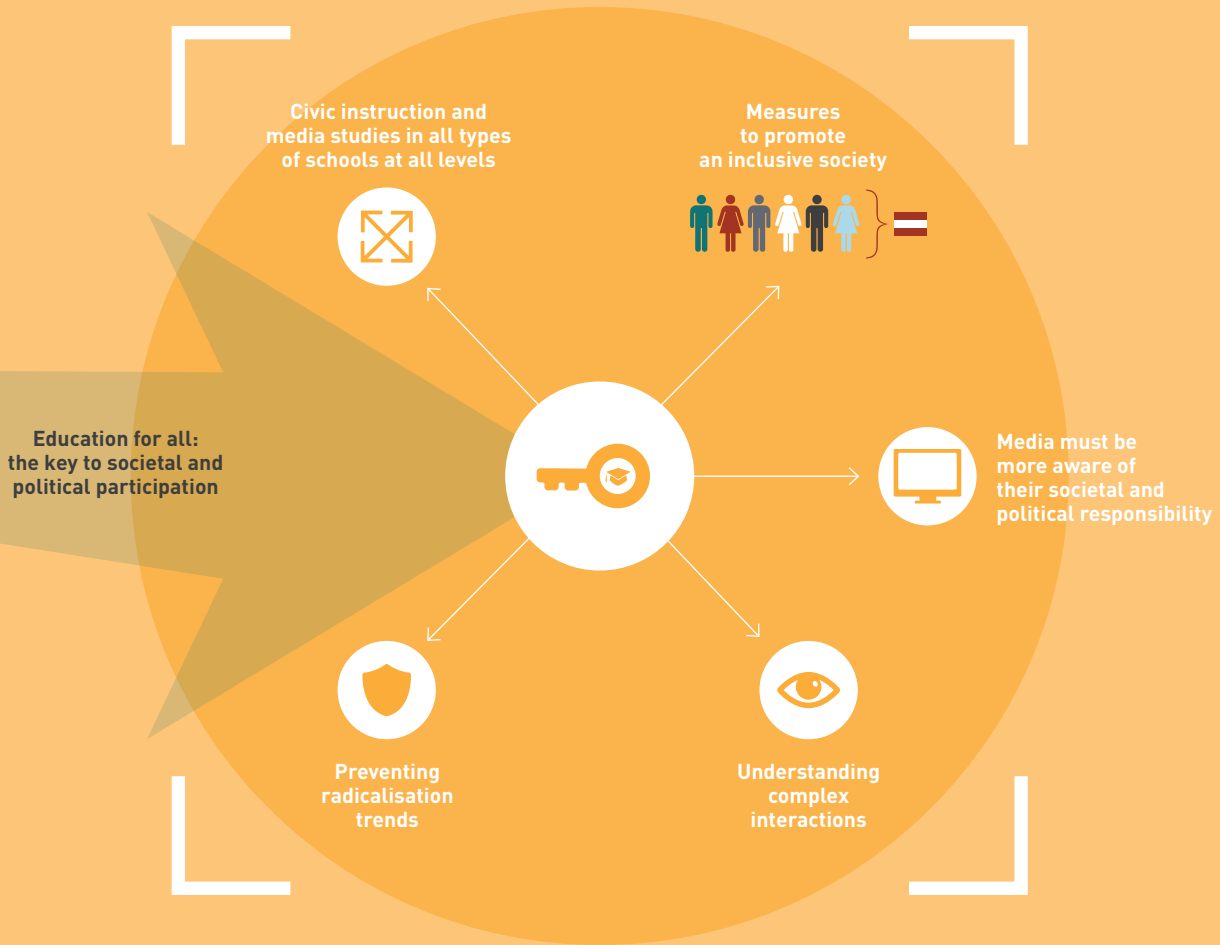 Civic instruction and
media studies in all types
of schools at all levels
Measures
to promote
an inclusive society
Education for all:
the key to societal and
political participation
Media must be
more aware of
their societal and
political responsibility
Preventing
radicalisation
trends
Understanding
complex
interactions